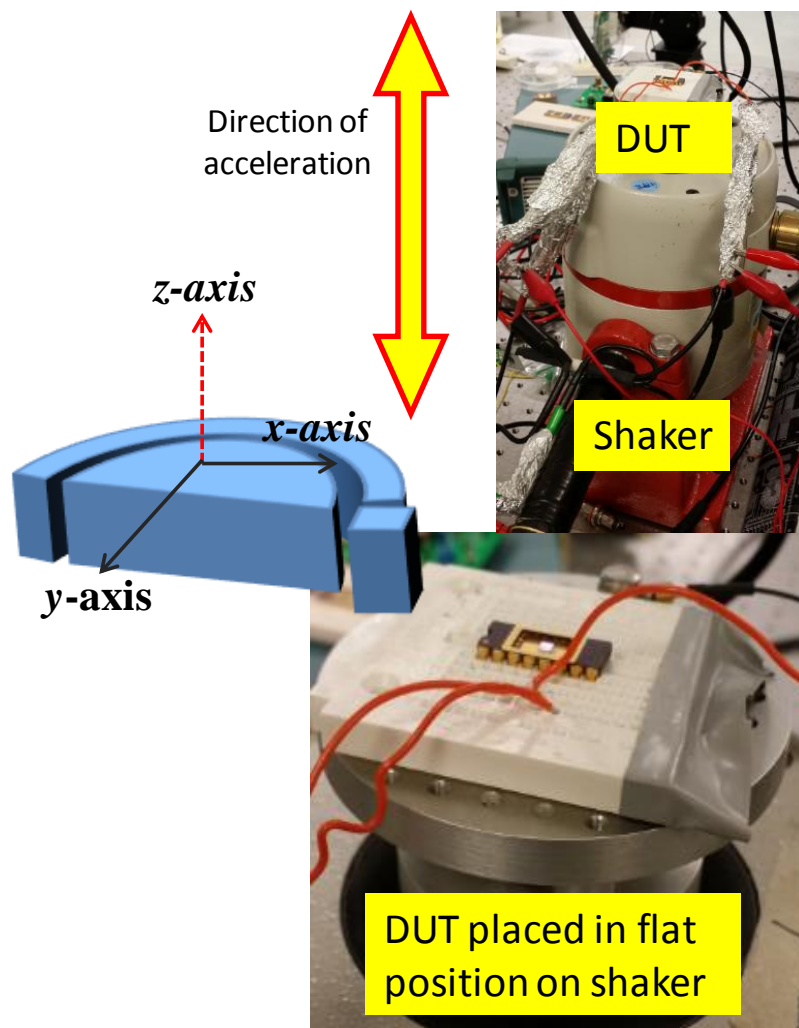 Direction of
acceleration
DUT
z-axis
x-axis
Shaker
y-axis
DUT placed in flat
position on shaker